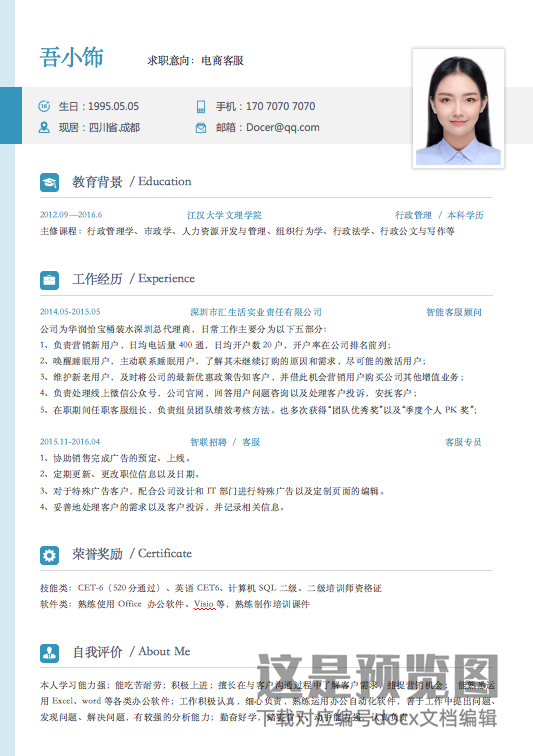 吾小饰
求职意向：电商客服
生日：1995.05.05
手机：170 7070 7070
现居：四川省.成都
邮箱：Docer@qq.com
教育背景 / Education
2012.09—2016.6 江汉大学文理学院 行政管理 / 本科学历
主修课程：行政管理学、市政学、人力资源开发与管理、组织行为学、行政法学、行政公文与写作等
工作经历 / Experience
2014.05-2015.05 深圳市汇生活实业责任有限公司 智能客服顾问
公司为华润怡宝桶装水深圳总代理商，日常工作主要分为以下五部分：
1、负责营销新用户，日均电话量 400 通，日均开户数 20 户，开户率在公司排名前列；
2、唤醒睡眠用户，主动联系睡眠用户，了解其未继续订购的原因和需求，尽可能的激活用户；
3、维护新老用户，及时将公司的最新优惠政策告知客户，并借此机会营销用户购买公司其他增值业务；
4、负责处理线上微信公众号，公司官网，回答用户问题咨询以及处理客户投诉，安抚客户；
5、在职期间任职客服组长，负责组员团队绩效考核方法。也多次获得“团队优秀奖”以及“季度个人 PK 奖”；
2015.11-2016.04 智联招聘 / 客服 客服专员
1、协助销售完成广告的预定、上线。
2、定期更新、更改职位信息以及日期。
3、对于特殊广告客户，配合公司设计和 IT 部门进行特殊广告以及定制页面的编辑。
4、妥善地处理客户的需求以及客户投诉，并记录相关信息。
荣誉奖励 / Certificate
技能类：CET-6（520 分通过）、英语 CET6、计算机 SQL 二级、二级培训师资格证
软件类：熟练使用 Office 办公软件、Visio 等，熟练制作培训课件
自我评价 / About Me
本人学习能力强；能吃苦耐劳；积极上进；擅长在与客户沟通过程中了解客户需求，捕捉营销机会； 能熟练运
用 Excel、word 等各类办公软件；工作积极认真，细心负责，熟练运用办公自动化软件，善于工作中提出问题、
发现问题、解决问题，有较强的分析能力；勤奋好学，踏实肯干，动手能力强，认真负责
这是预览图
下载对应编号docx文档编辑